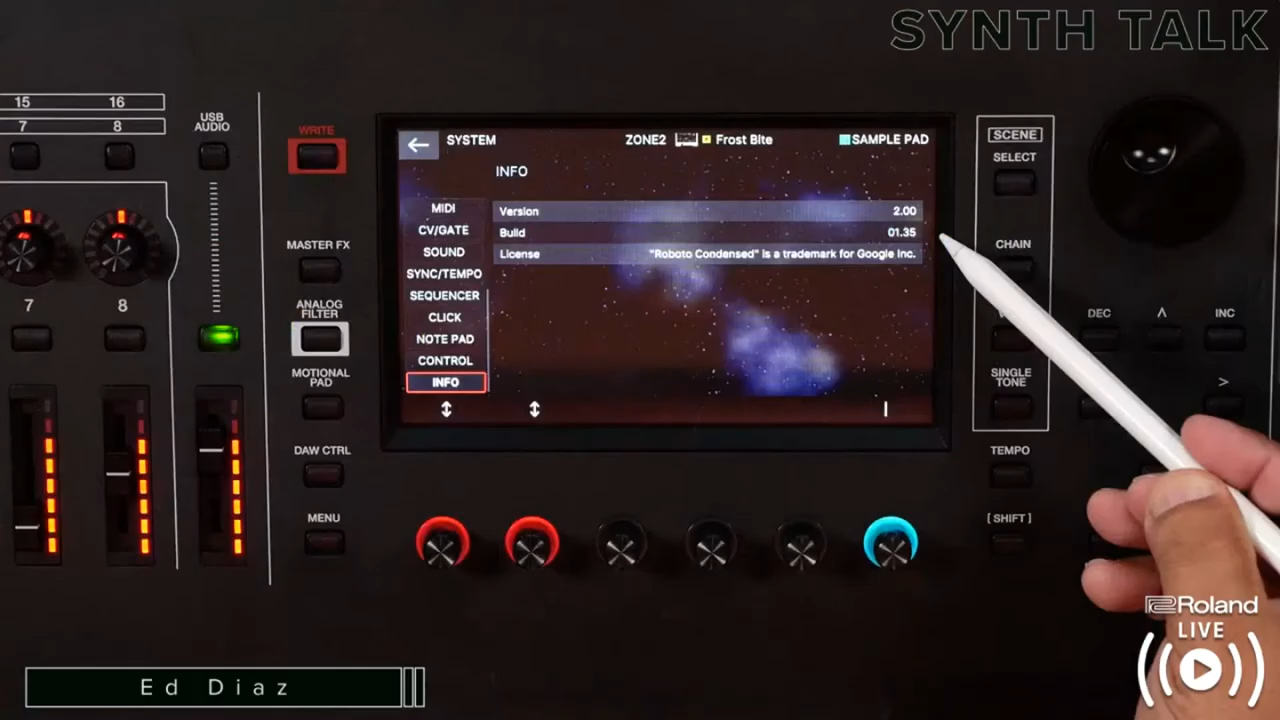 SYNTH TALK
15 16
7 8
USB
AUDIO
WRITE
SYSTEM
ZONE2 Frost Bite
SAMPLE PAD
SCENE
SELECT
INFO
MIDI
CV/GATE
SOUND
SYNC/TEMPO
SEQUENCER
CLICK
NOTE PAD
CONTROL
INFO
Version 2.00
Build 01.35
License "Roboto Condensed" is a trademark for Google Inc.
MASTER FX
CHAIN
7 8
ANALOG
FILTER
DEC Λ INC
MOTIONAL
PAD
SINGLE
TONE
>
DAW CTRL
TEMPO
MENU
[SHIFT]
Roland
LIVE
Ed Diaz